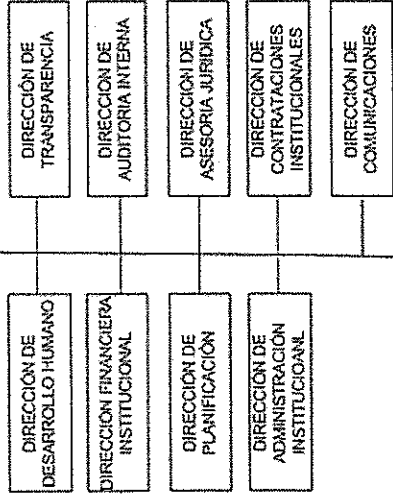 DIRECCIÓN DE
DESARROLLO HUMANO
DIRECCIÓN DE
TRANSPARENCIA
DIRECCIÓN FINANCIERA
INSTITUCIONAL
DIRECCIÓN DE
AUDITORIA INTERNA
DIRECCIÓN DE
PLANIFICACIÓN
DIRECCIÓN DE
ASESORÍA JURIDICA
DIRECCIÓN DE
ADMINISTRACIÓN
INSTITUCIOANL
DIRECCIÓN DE
CONTRATACIONES
INSTITUCIONALES
DIRECCIÓN DE
COMUNICACIONES